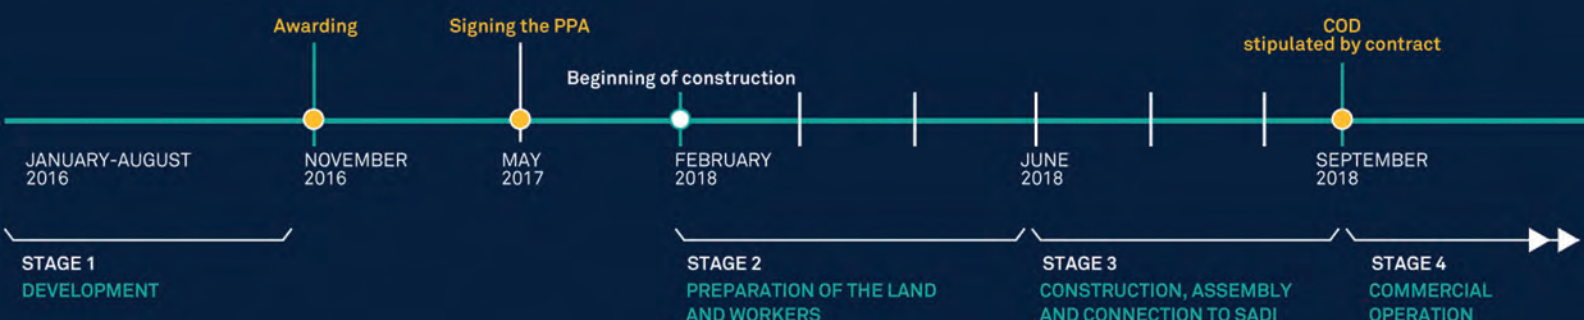 Awarding
Signing the PPA
Beginning of construction
COD
stipulated by contract
JANUARY-AUGUST
2016
NOVEMBER
2016
MAY
2017
FEBRUARY
2018
JUNE
2018
SEPTEMBER
2018
STAGE 1
DEVELOPMENT
STAGE 2
PREPARATION OF THE LAND
AND WORKERS
STAGE 3
CONSTRUCTION, ASSEMBLY
AND CONNECTION TO SADI
STAGE 4
COMMERCIAL
OPERATION